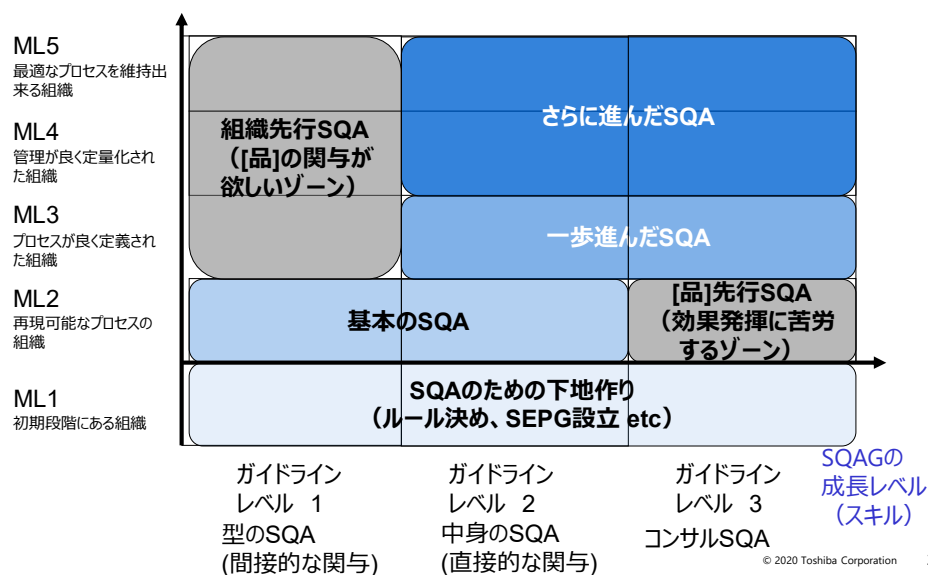 ML5
最適なプロセスを維持出
来る組織
ML4
管理が良く定量化され
た組織
ML3
プロセスが良く定義され
た組織
ML2
再現可能なプロセスの
組織
ML1
初期段階にある組織
組織先行SQA
（[品]の関与が
欲しいゾーン）
さらに進んだSQA
一歩進んだSQA
基本のSQA
[品]先行SQA
（効果発揮に苦労
するゾーン）
SQAのための下地作り
（ルール決め、SEPG設立 etc）
ガイドライン
レベル 1
型のSQA
(間接的な関与)
ガイドライン
レベル 2
中身のSQA
(直接的な関与)
ガイドライン
レベル 3
コンサルSQA
SQAGの
成長レベル
（スキル）
© 2020 Toshiba Corporation